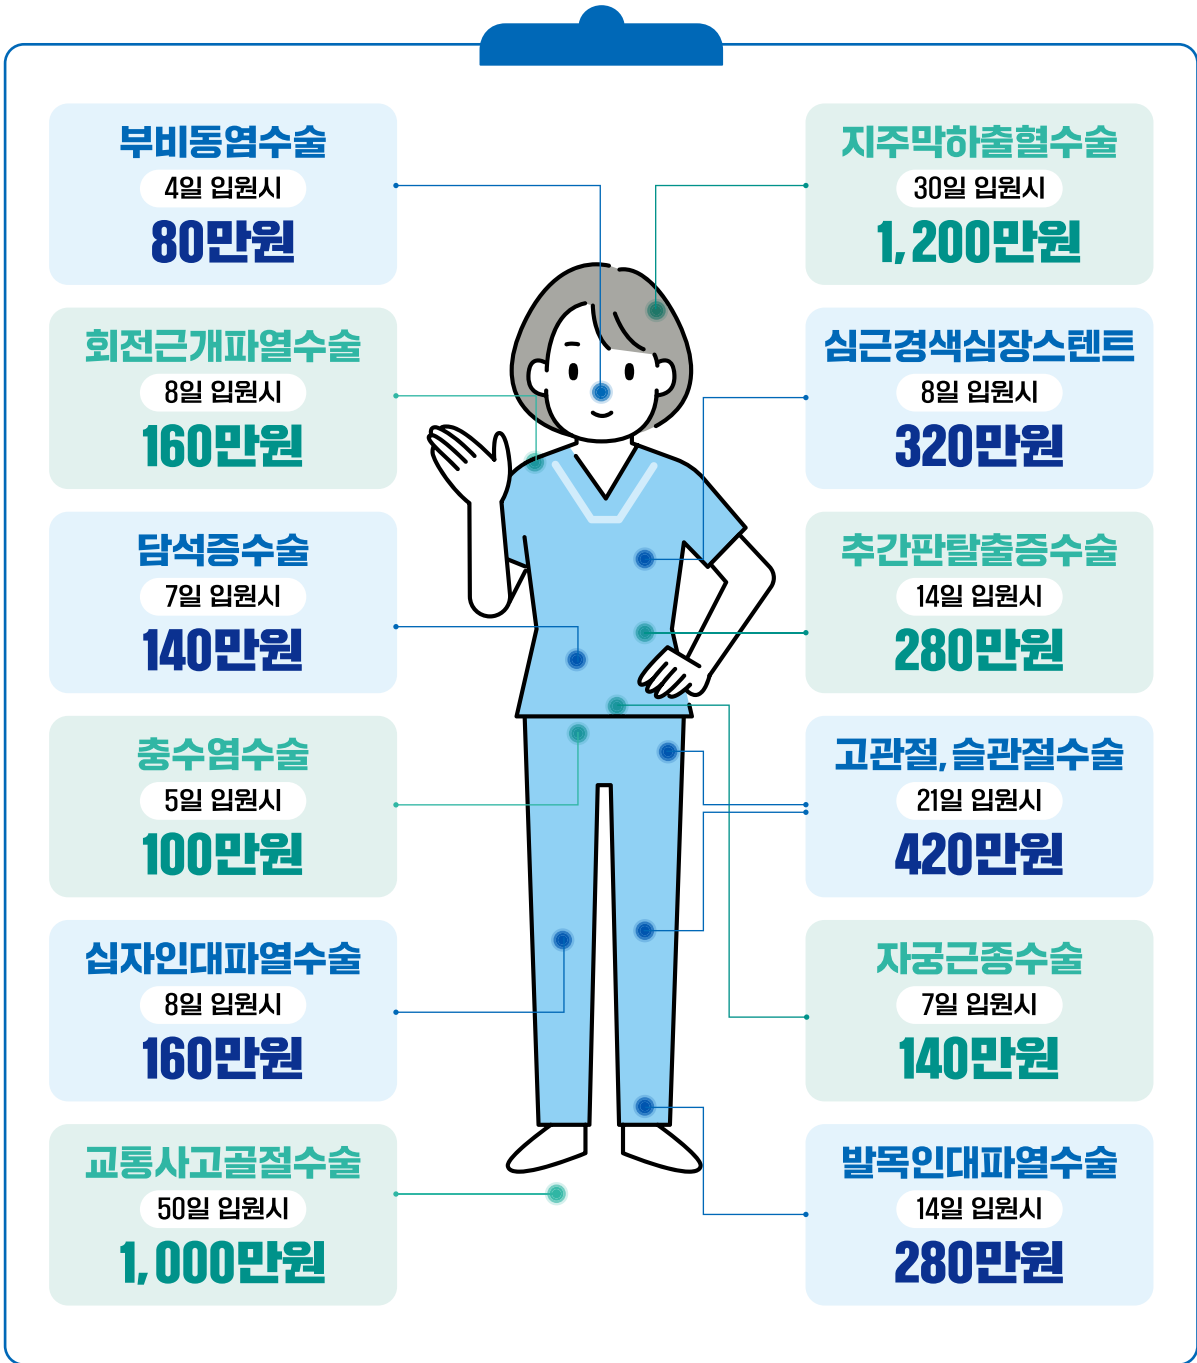 부비동염수술
4일 입원시
80만원
회전근개파열수술
8일 입원시
160만원
담석증수술
7일 입원시
140만원
충수염수술
5일 입원시
100만원
십자인대파열수술
8일 입원시
160만원
교통사고골절수술
50일 입원시
1,000만원
지주막하출혈수술
30일 입원시
1,200만원
심근경색심장스텐트
8일 입원시
320만원
추간판탈출증수술
14일 입원시
280만원
고관절, 슬관절수술
21일 입원시
420만원
자궁근종수술
7일 입원시
140만원
발목인대파열수술
14일 입원시
280만원